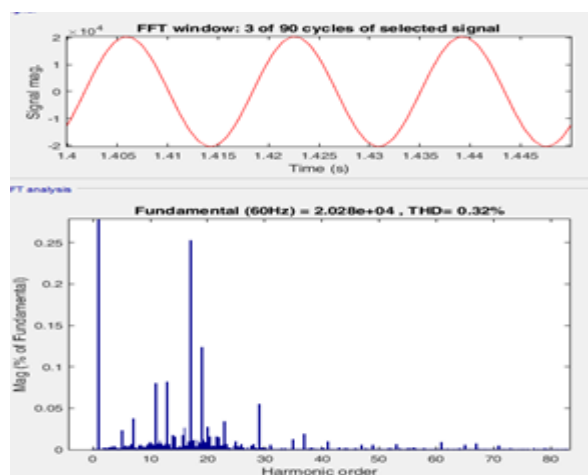 FFT window: 3 of 90 cycles of selected signal
× 10⁴
Signal mag.
2
1
0
-1
-2
1.4 1.405 1.41 1.415 1.42 1.425 1.43 1.435 1.44 1.445
Time (s)
FT analysis
Fundamental (60Hz) = 2.028e+04 , THD= 0.32%
Mag (% of Fundamental)
0.25
0.2
0.15
0.1
0.05
0
0 10 20 30 40 50 60 70 80
Harmonic order